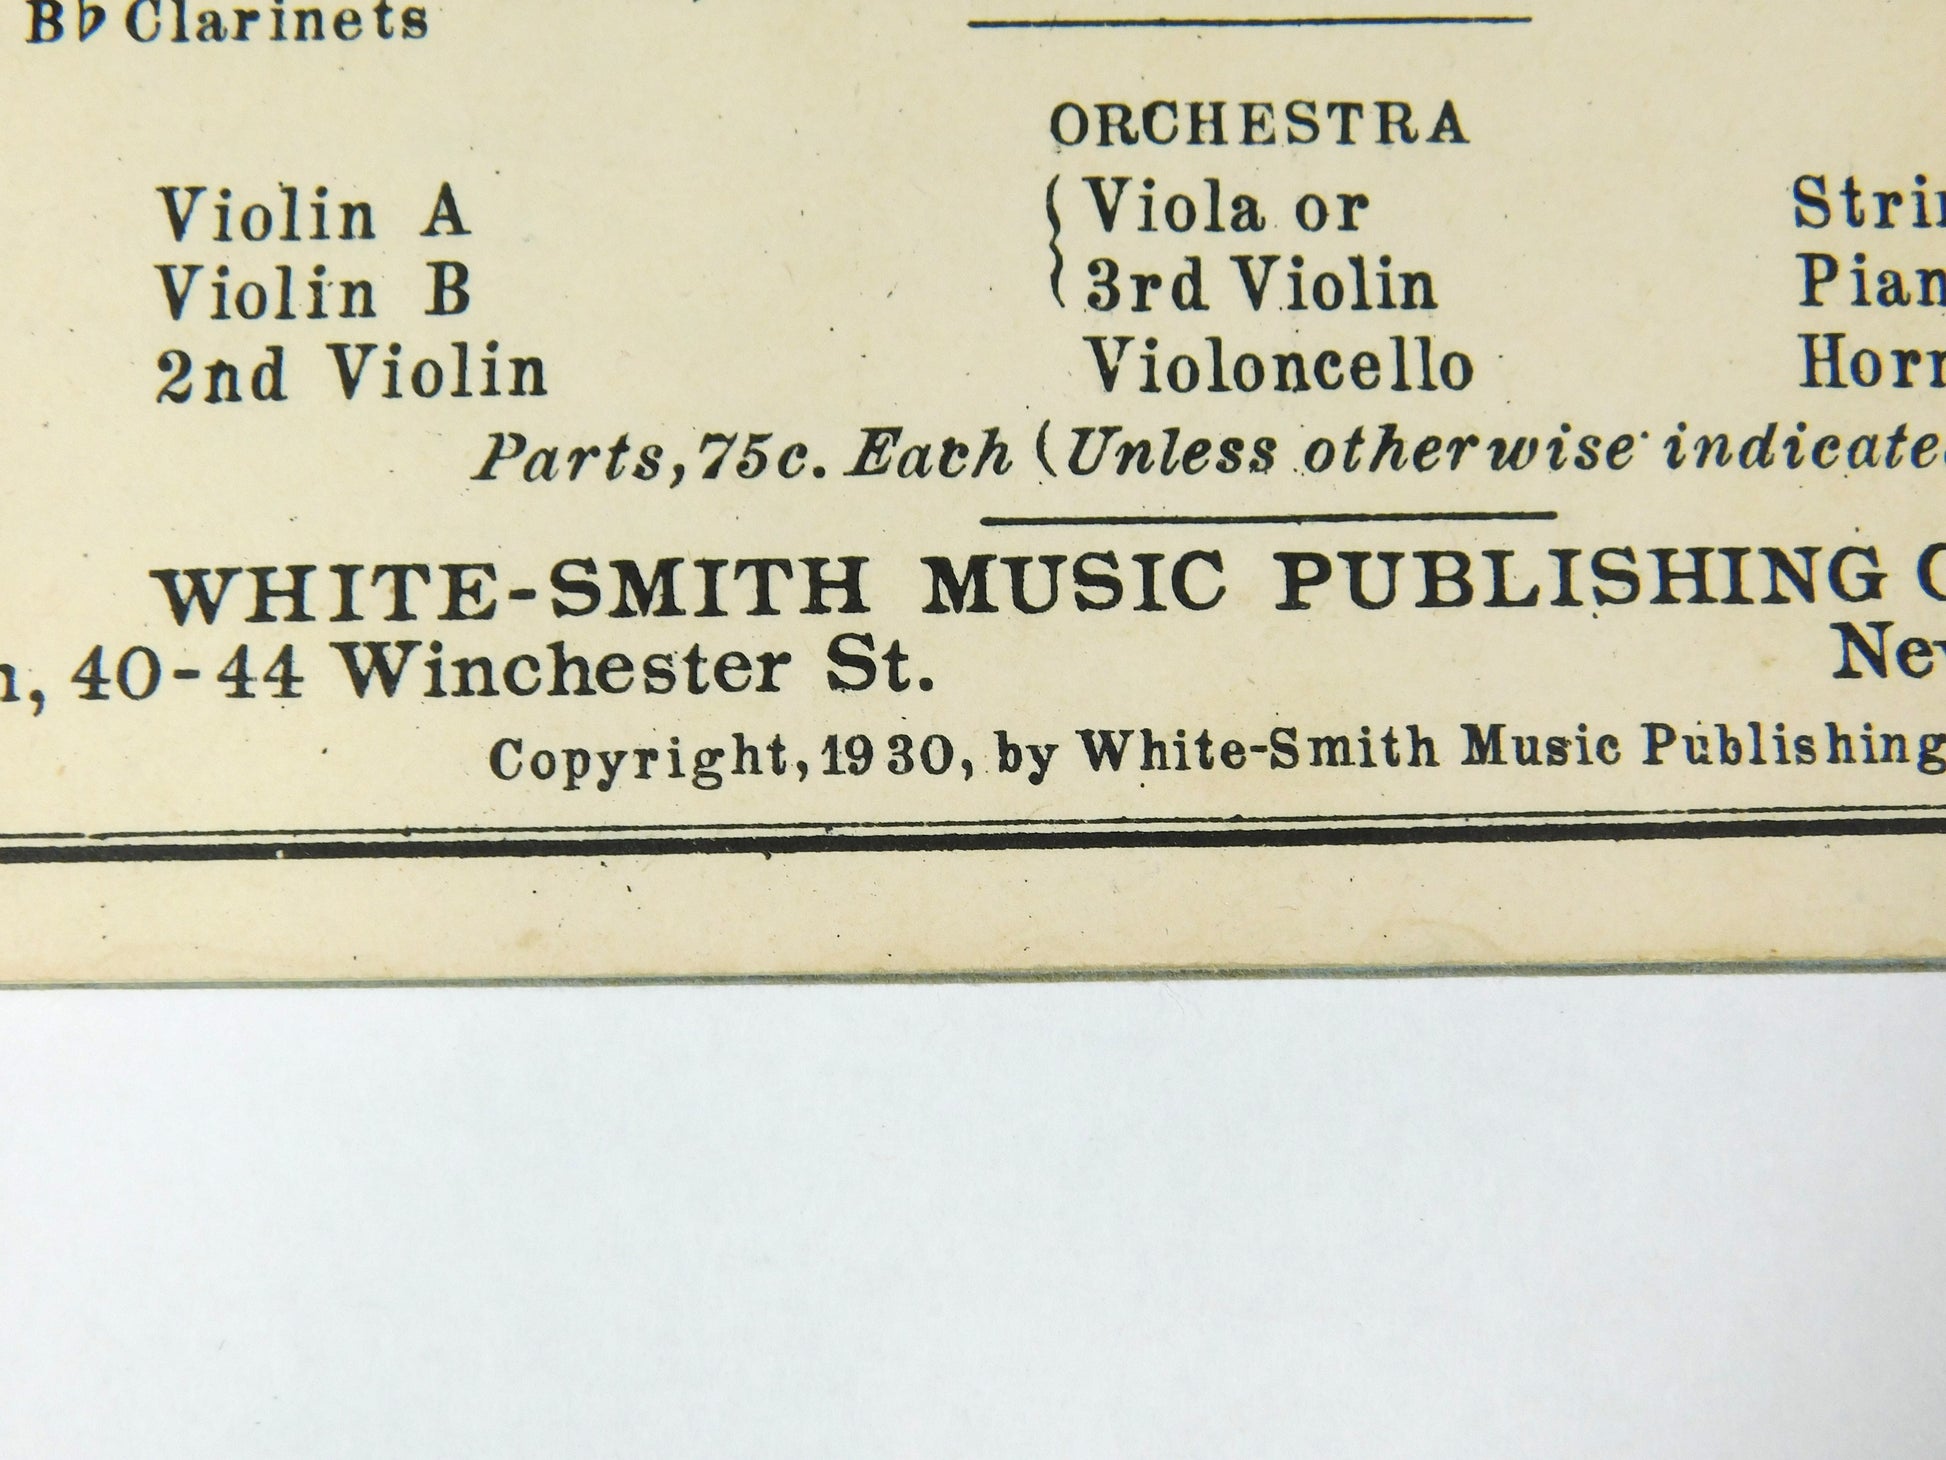 B♭ Clarinets
ORCHESTRA
Violin A
Violin B
2nd Violin
Viola or
3rd Violin
Violoncello
Parts, 75c. Each (Unless otherwise indicate
WHITE-SMITH MUSIC PUBLISHING
40-44 Winchester St.
Copyright, 1930, by White-Smith Music Publishing